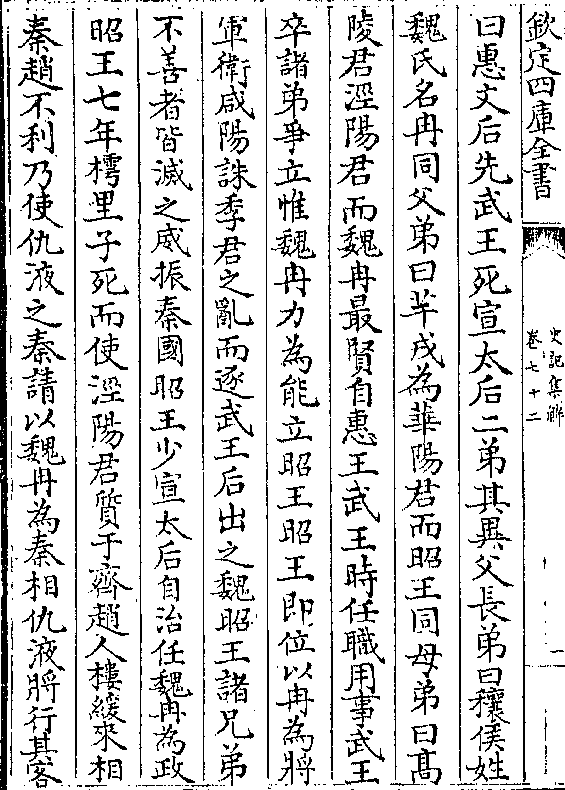 欽定四庫全書
史記集解
卷七十二
一
曰惠文后先武王死宣太后二弟其異父長弟曰穰侯姓
魏氏名冉同父弟曰芊戎為華陽君而昭王同母弟曰髙
陵君涇陽君而魏冉最賢自惠王武王時任職用事武王
卒諸弟爭立惟魏冉力為能立昭王昭王即位以冉為將
軍衛咸陽誅季君之亂而逐武王后出之魏昭王諸兄弟
不善者皆滅之威振秦國昭王少宣太后自治任魏冉為政
昭王七年樗里子死而使涇陽君質于齊趙人樓緩來相
秦趙不利乃使仇液之秦請以魏冉為秦相仇液將行其客